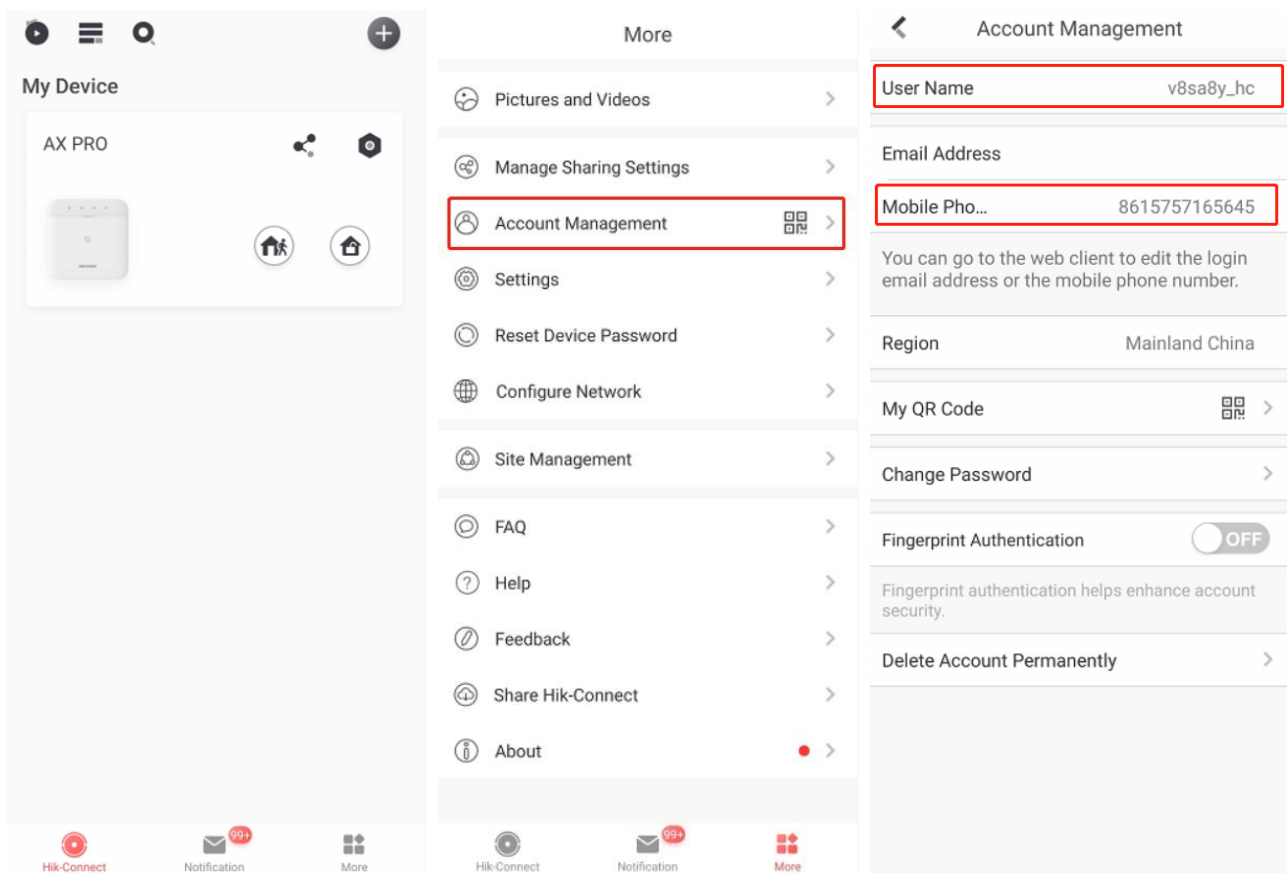 My Device
AX PRO
99+
Hik-Connect
Notification
More
More
Pictures and Videos
Manage Sharing Settings
Account Management
Settings
Reset Device Password
Configure Network
Site Management
FAQ
Help
Feedback
Share Hik-Connect
About
99+
Hik-Connect
Notification
More
Account Management
User Name v8sa8y_hc
Email Address
Mobile Pho... 8615757165645
You can go to the web client to edit the login
email address or the mobile phone number.
Region Mainland China
My QR Code
Change Password
Fingerprint Authentication OFF
Fingerprint authentication helps enhance account
security.
Delete Account Permanently